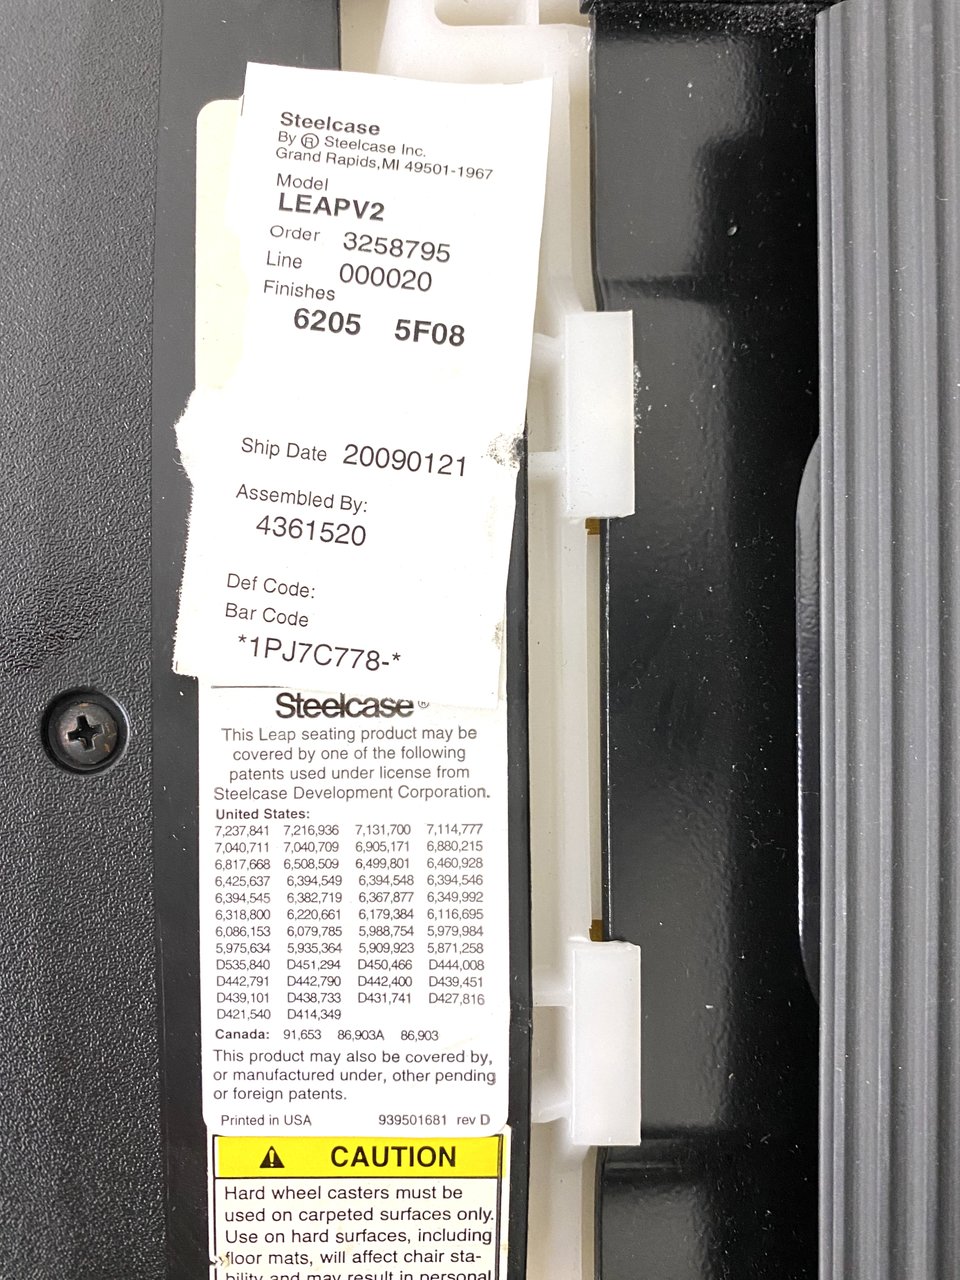 Steelcase
By ® Steelcase Inc.
Grand Rapids,MI 49501-1967
Model
LEAPV2
Order 3258795
Line 000020
Finishes
6205 5F08
Ship Date 20090121
Assembled By:
4361520
Def Code:
Bar Code
*1PJ7C778-*
Steelcase®
This Leap seating product may be
covered by one of the following
patents used under license from
Steelcase Development Corporation.
United States:
7,237,841 7,216,936 7,131,700 7,114,777
7,040,711 7,040,709 6,905,171 6,880,215
6,817,668 6,508,509 6,499,801 6,460,928
6,425,637 6,394,549 6,394,548 6,394,546
6,394,545 6,382,719 6,367,877 6,349,992
6,318,800 6,220,661 6,179,384 6,116,695
6,086,153 6,079,785 5,988,754 5,979,984
5,975,634 5,935,364 5,909,923 5,871,258
D535,840 D451,294 D450,466 D444,008
D442,791 D442,790 D442,400 D439,451
D439,101 D438,733 D431,741 D427,816
D421,540 D414,349
Canada: 91,653 86,903A 86,903
This product may also be covered by,
or manufactured under, other pending
or foreign patents.
Printed in USA 939501681 rev D
CAUTION
Hard wheel casters must be
used on carpeted surfaces only.
Use on hard surfaces, including
floor mats, will affect chair sta-
bility and may result in personal